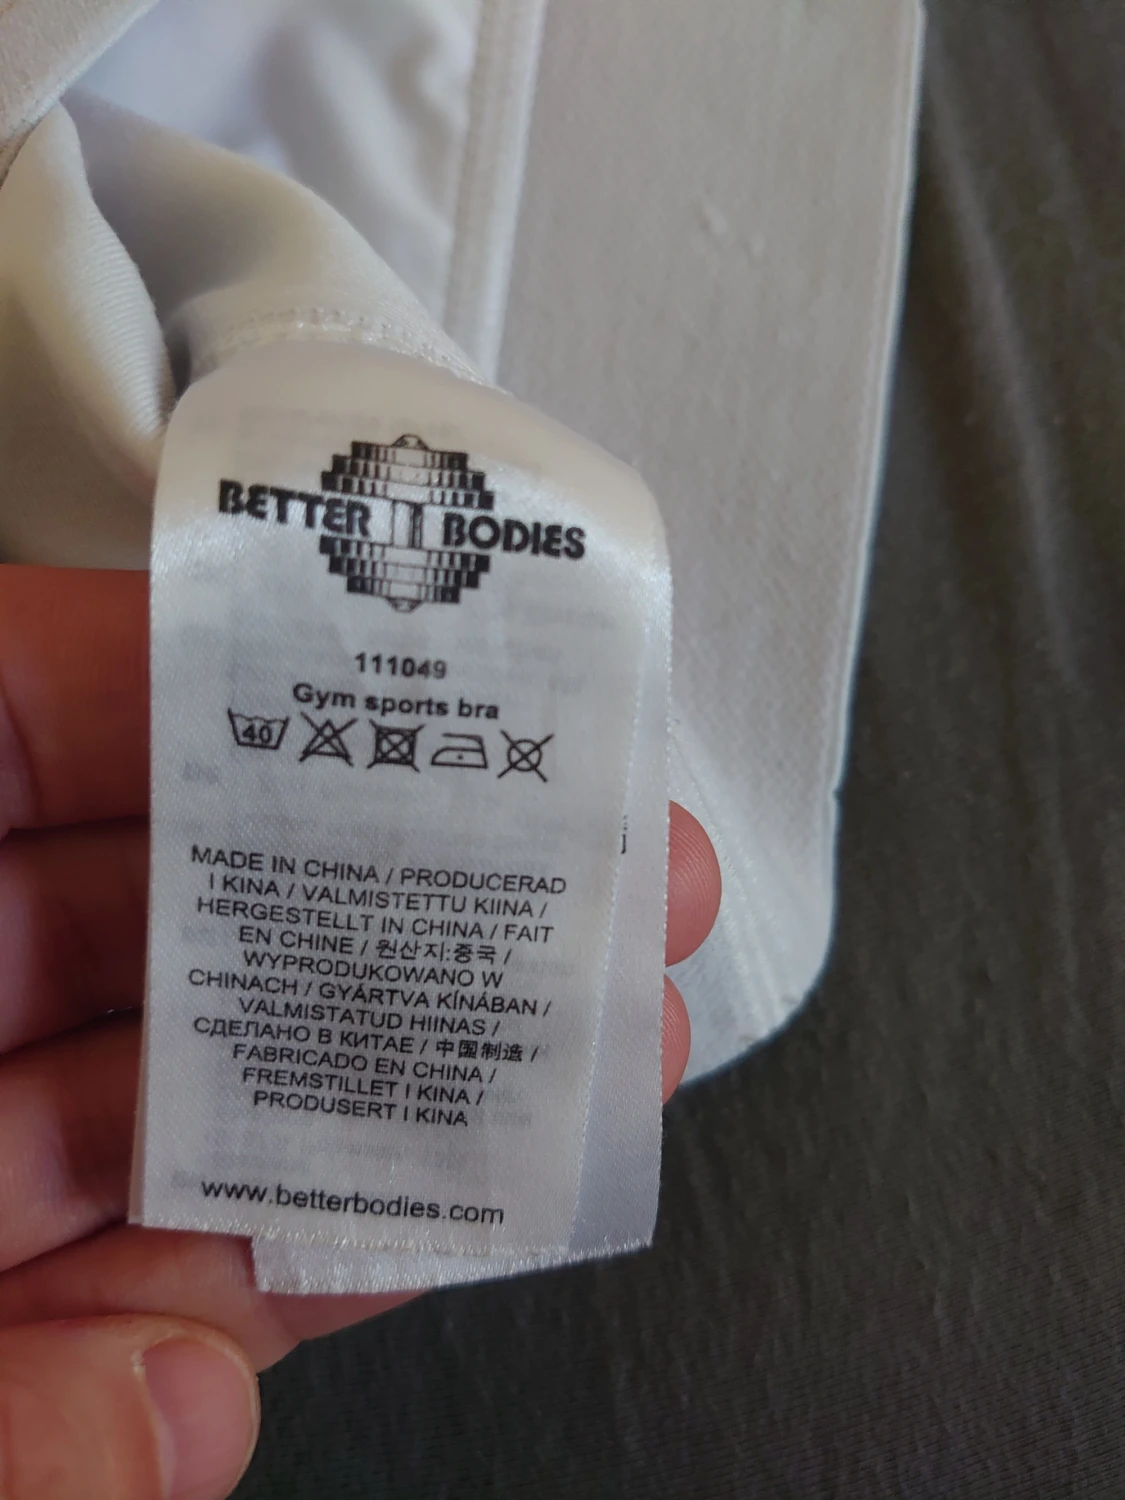 BETTER BODIES
111049
Gym sports bra
40
MADE IN CHINA / PRODUCERAD
I KINA / VALMISTETTU KIINA /
HERGESTELLT IN CHINA / FAIT
EN CHINE / 원산지:중국 /
WYPRODUKOWANO W
CHINACH / GYÁRTVA KÍNÁBAN /
VALMISTATUD HIINAS /
СДЕЛАНО В КИТАЕ / 中国制造 /
FABRICADO EN CHINA /
FREMSTILLET I KINA /
PRODUSERT I KINA
www.betterbodies.com